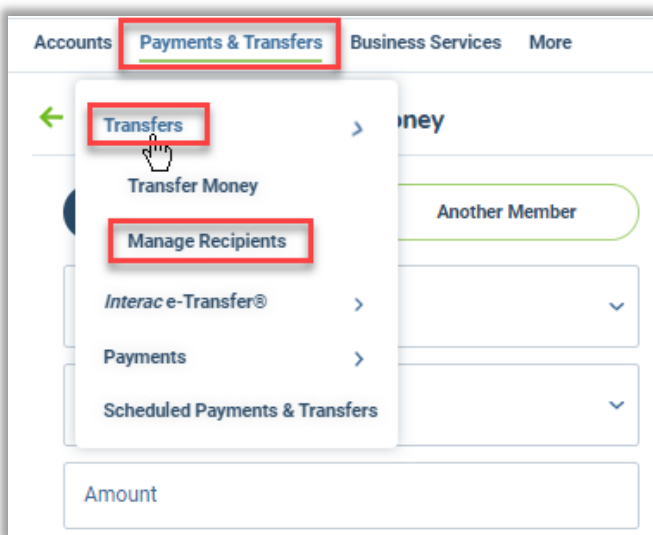 Accounts Payments & Transfers Business Services More
Transfers
Transfer Money
Another Member
Manage Recipients
Interac e-Transfer®
Payments
Scheduled Payments & Transfers
Amount